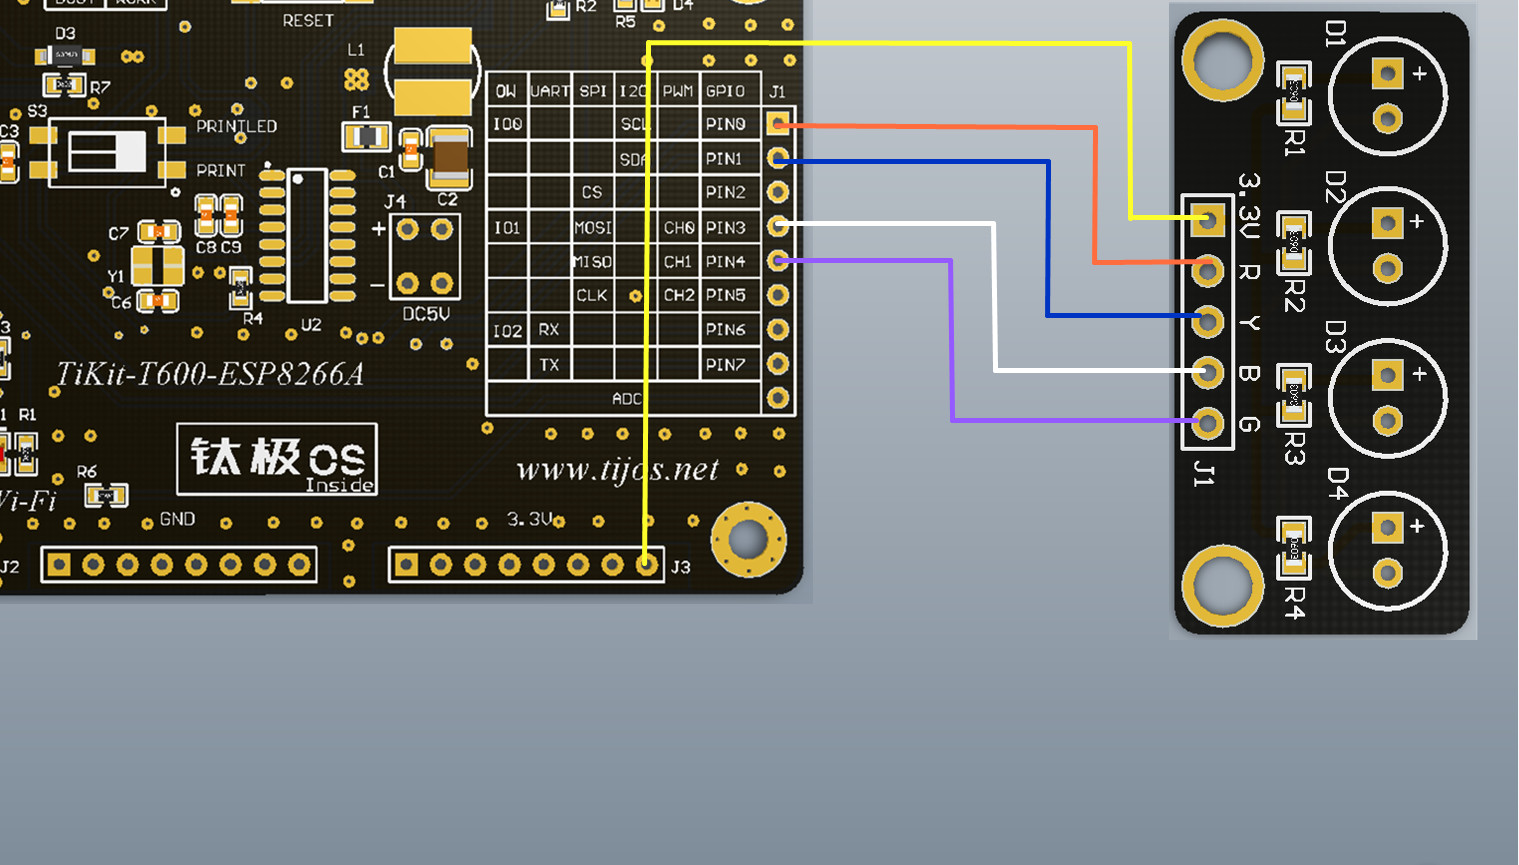 RESET
R2
R5
D4
D3
R7
S3
PRINTLED
PRINT
C3
L1
F1
C1
C2
J4
+
−
DC5V
C7
C8 C9
Y1
C6
R4
U2
OW UART SPI I2C PWM GPIO J1
IO0 SCL PIN0
SDA PIN1
CS PIN2
IO1 MOSI CH0 PIN3
MISO CH1 PIN4
CLK CH2 PIN5
IO2 RX PIN6
TX PIN7
ADC
TiKit-T600-ESP8266A
R1
R6
钛极OS
Inside
www.tijos.net
Wi-Fi
GND
3.3V
J2
J3
D1
+
R1
D2
+
R2
D3
+
R3
D4
+
R4
3.3V
R
Y
B
G
J1